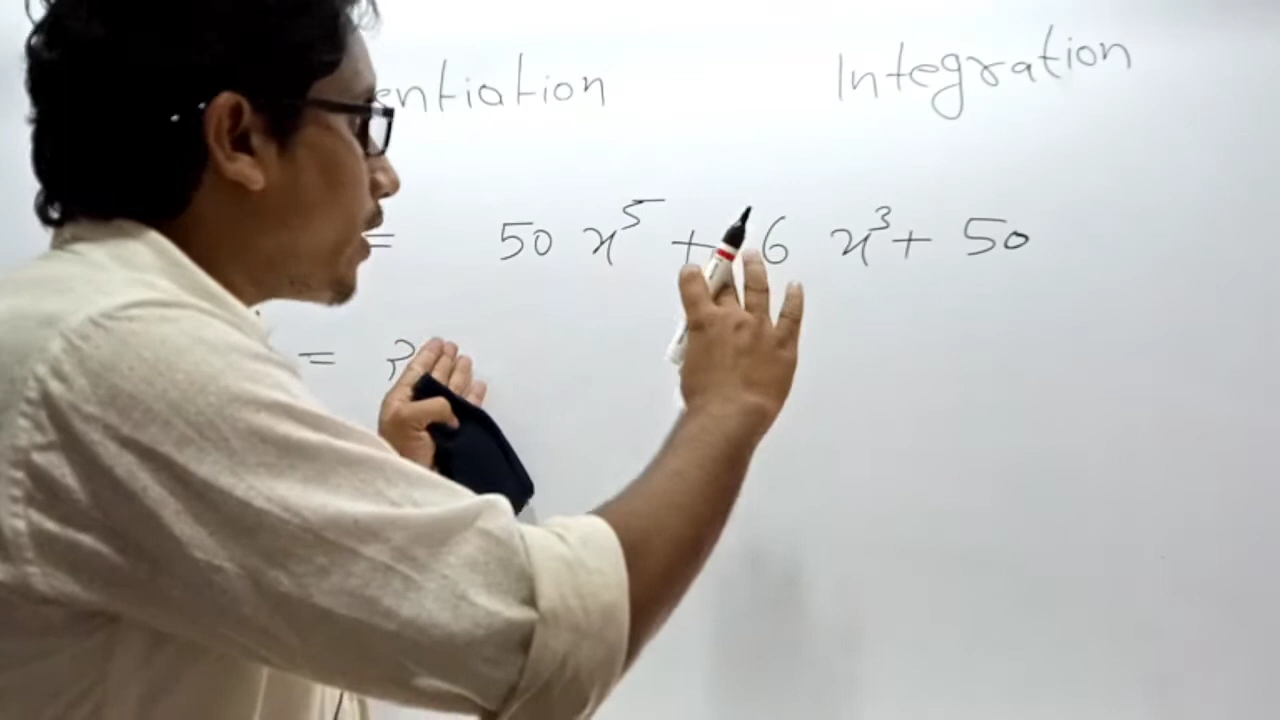 entiation Integration
= 50 x⁵ + 6 x³ + 50
= ?